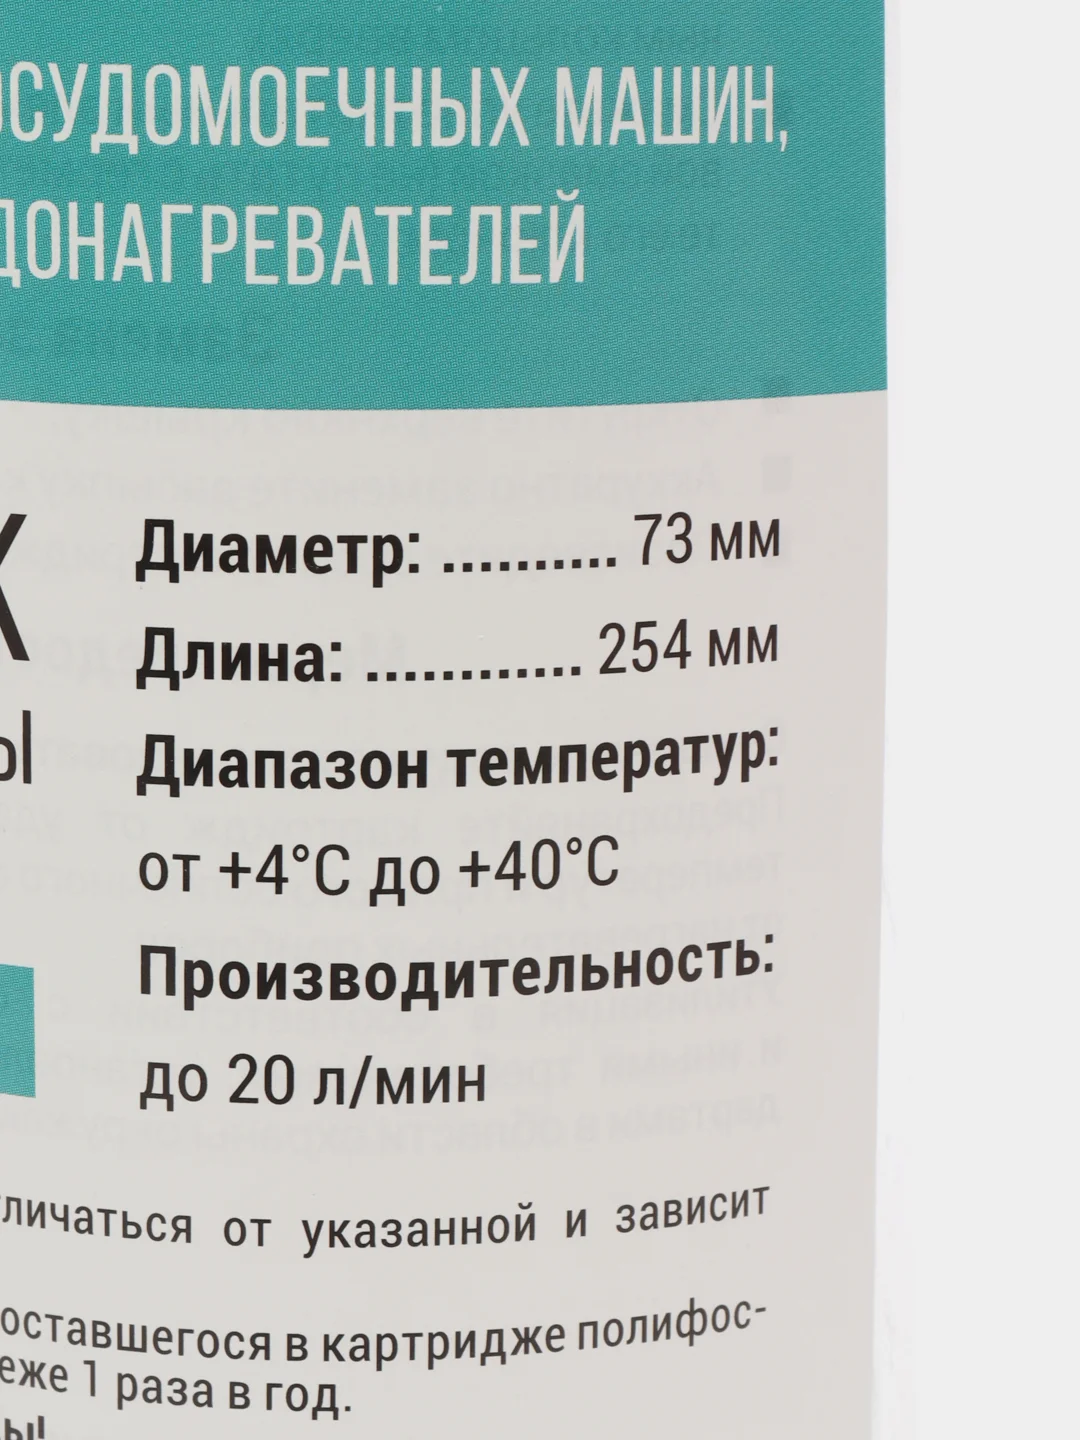 ОСУДОМОЕЧНЫХ МАШИН,
ДОНАГРЕВАТЕЛЕЙ
Диаметр: .......... 73 мм
Длина: ............ 254 мм
Диапазон температур:
от +4°C до +40°C
Производительность:
до 20 л/мин
личаться от указанной и зависит
оставшегося в картридже полифос-
еже 1 раза в год.